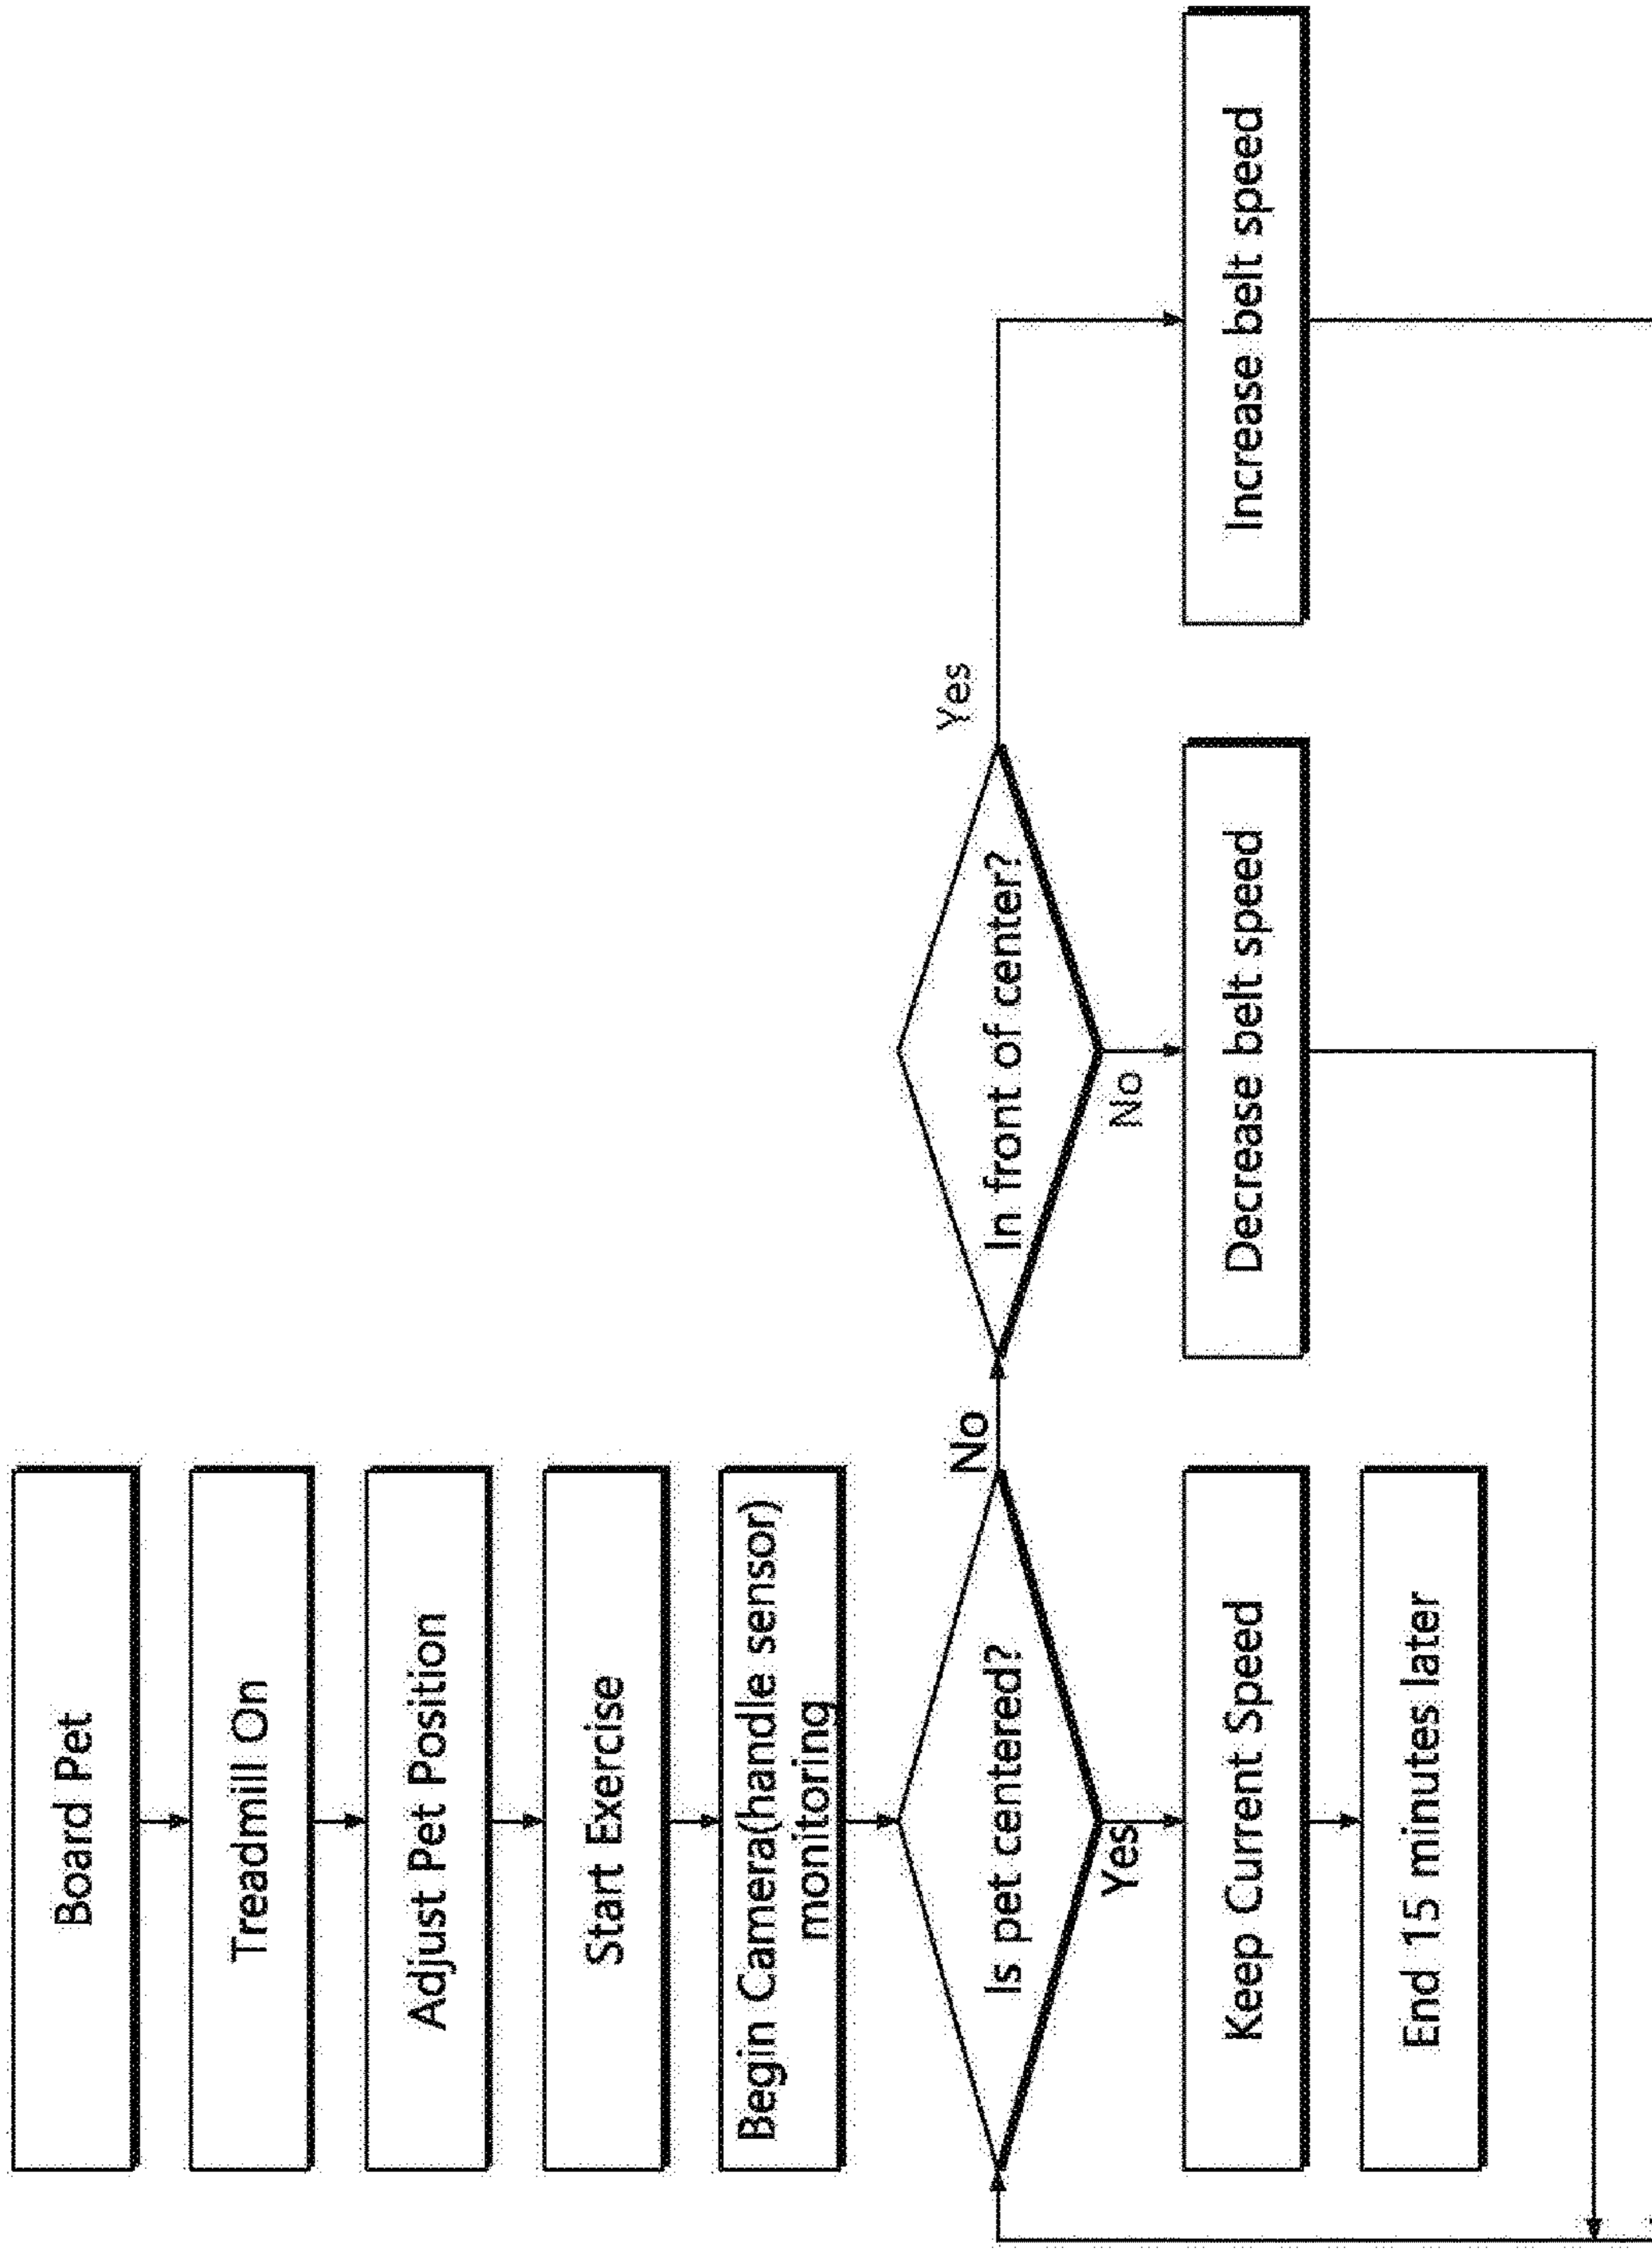 Board Pet
Treadmill On
Adjust Pet Position
Start Exercise
Begin Camera(handle sensor)
monitoring
Is pet centered?
No
In front of center?
Yes
Yes
No
Keep Current Speed
Decrease belt speed
Increase belt speed
End 15 minutes later